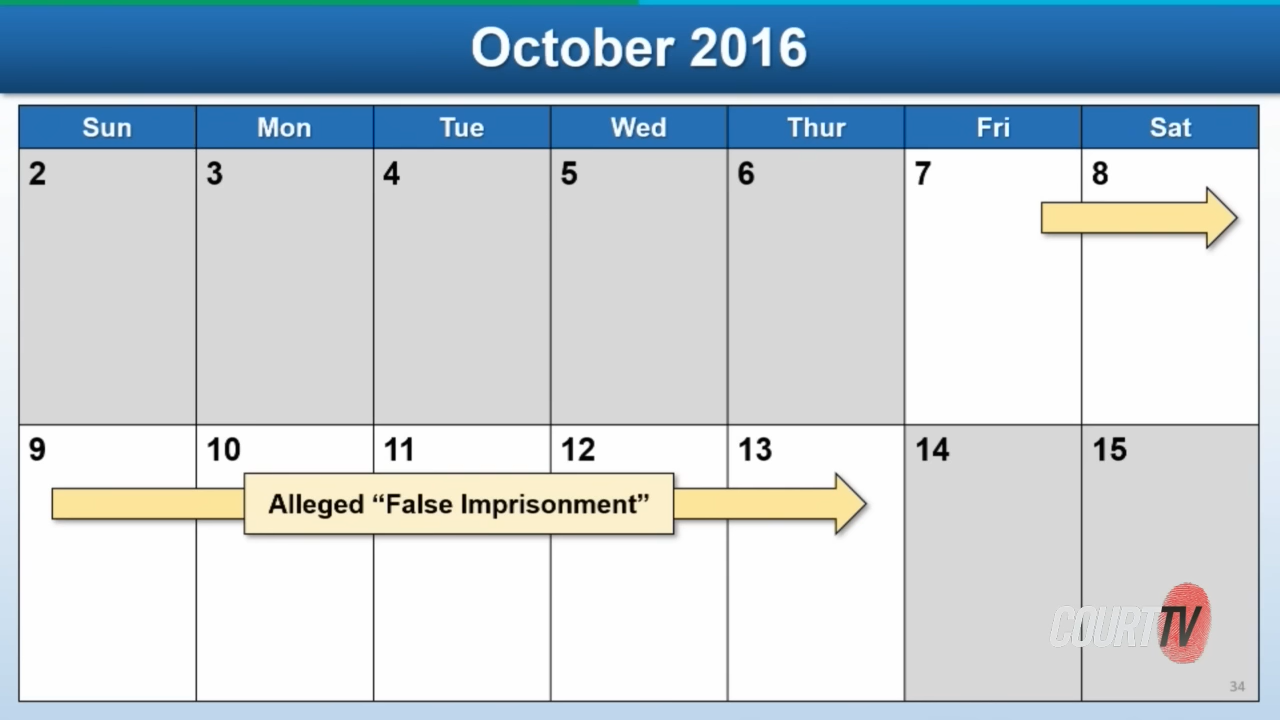 October 2016
Sun Mon Tue Wed Thur Fri Sat
2 3 4 5 6 7 8
9 10 11 12 13 14 15
Alleged “False Imprisonment”
COURT TV
34